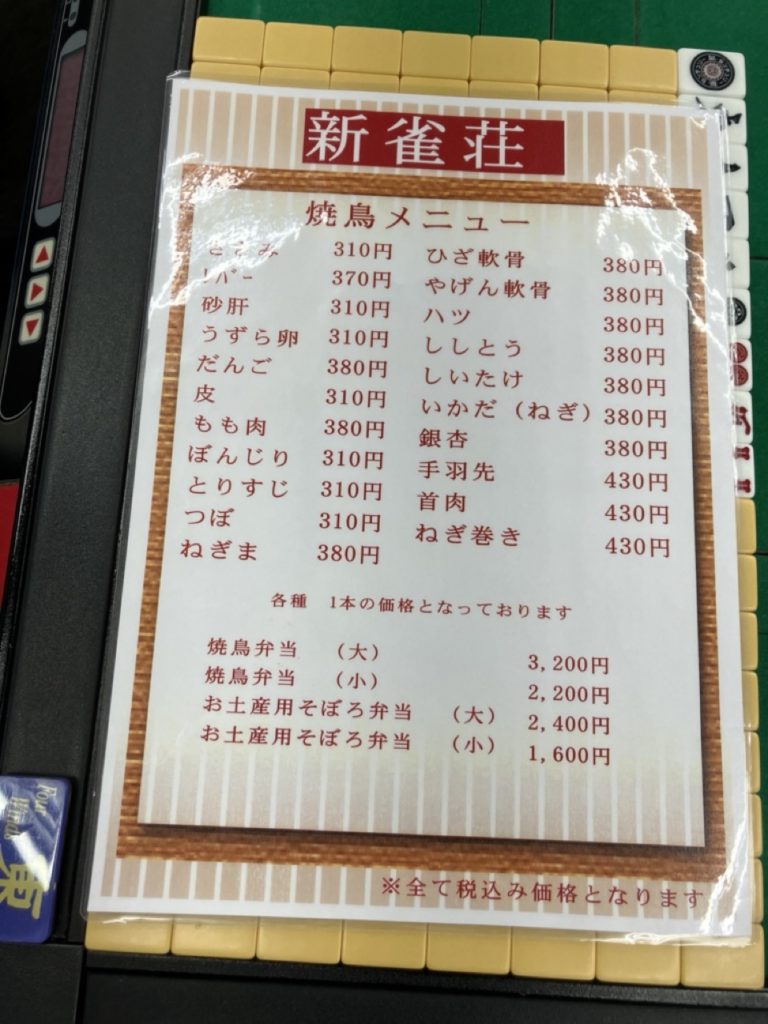 新雀荘
焼鳥メニュー
ささみ 310円
レバー 370円
砂肝 310円
うずら卵 310円
だんご 380円
皮 310円
もも肉 380円
ぼんじり 310円
とりすじ 310円
つぼ 310円
ねぎま 380円
ひざ軟骨 380円
やげん軟骨 380円
ハツ 380円
ししとう 380円
しいたけ 380円
いかだ（ねぎ） 380円
銀杏 380円
手羽先 430円
首肉 430円
ねぎ巻き 430円
各種 1本の価格となっております
焼鳥弁当 （大） 3,200円
焼鳥弁当 （小） 2,200円
お土産用そぼろ弁当 （大） 2,400円
お土産用そぼろ弁当 （小） 1,600円
※全て税込み価格となります
Four
Winds
東